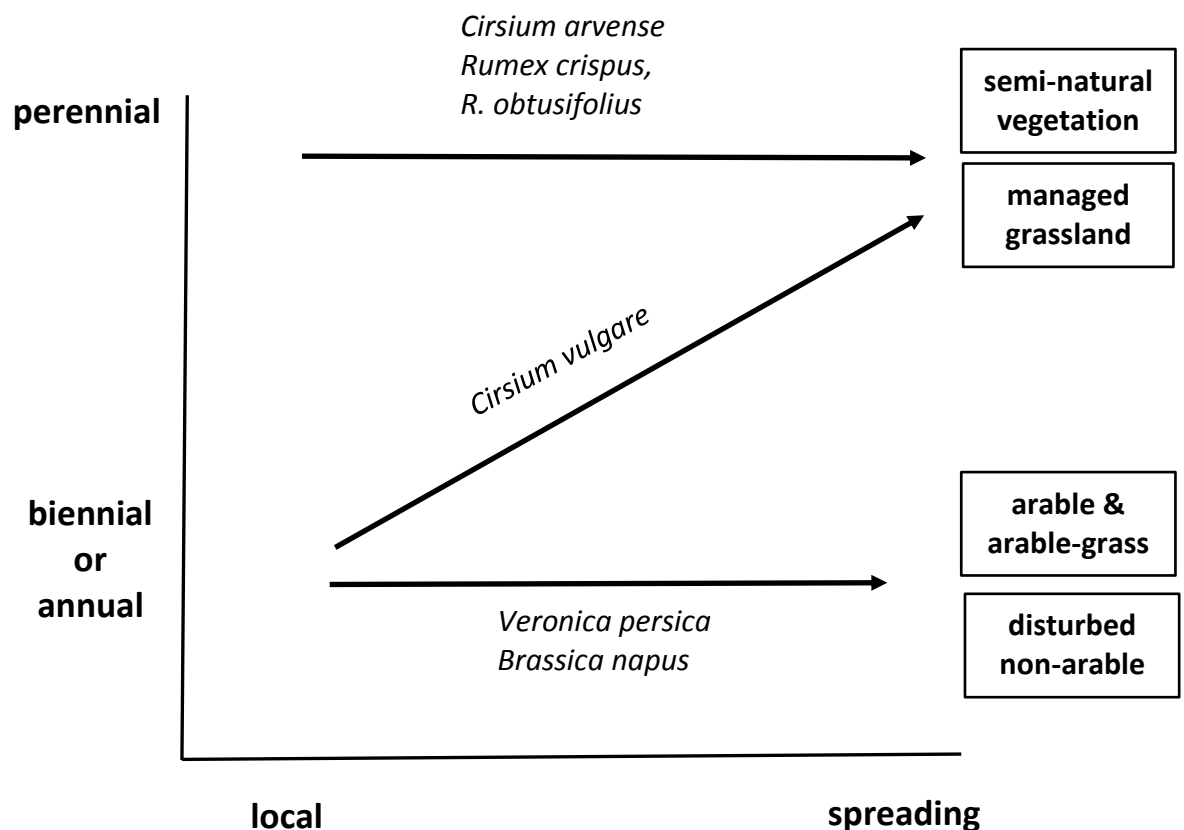 Cirsium arvense
Rumex crispus,
R. obtusifolius
perennial
semi-natural
vegetation
managed
grassland
Cirsium vulgare
biennial
or
annual
arable &
arable-grass
Veronica persica
Brassica napus
disturbed
non-arable
local
spreading